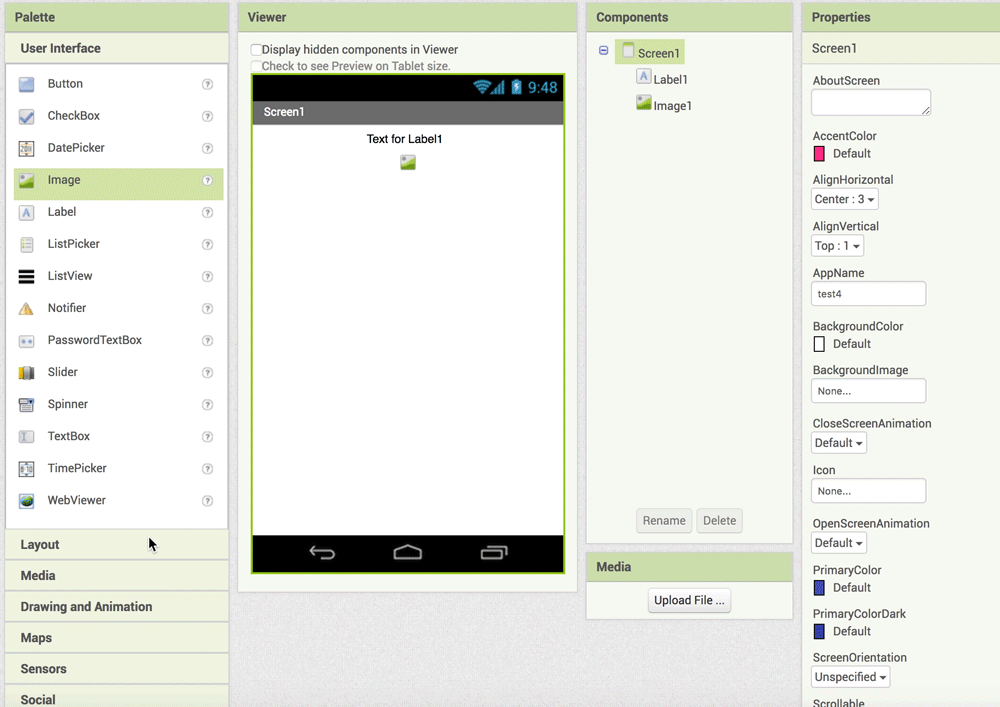 Palette
User Interface
Button
CheckBox
DatePicker
Image
Label
ListPicker
ListView
Notifier
PasswordTextBox
Slider
Spinner
TextBox
TimePicker
WebViewer
Layout
Media
Drawing and Animation
Maps
Sensors
Social
Viewer
Display hidden components in Viewer
Check to see Preview on Tablet size.
9:48
Screen1
Text for Label1
Components
Screen1
Label1
Image1
Rename
Delete
Media
Upload File ...
Properties
Screen1
AboutScreen
AccentColor
Default
AlignHorizontal
Center : 3
AlignVertical
Top : 1
AppName
test4
BackgroundColor
Default
BackgroundImage
None...
CloseScreenAnimation
Default
Icon
None...
OpenScreenAnimation
Default
PrimaryColor
Default
PrimaryColorDark
Default
ScreenOrientation
Unspecified
Scrollable